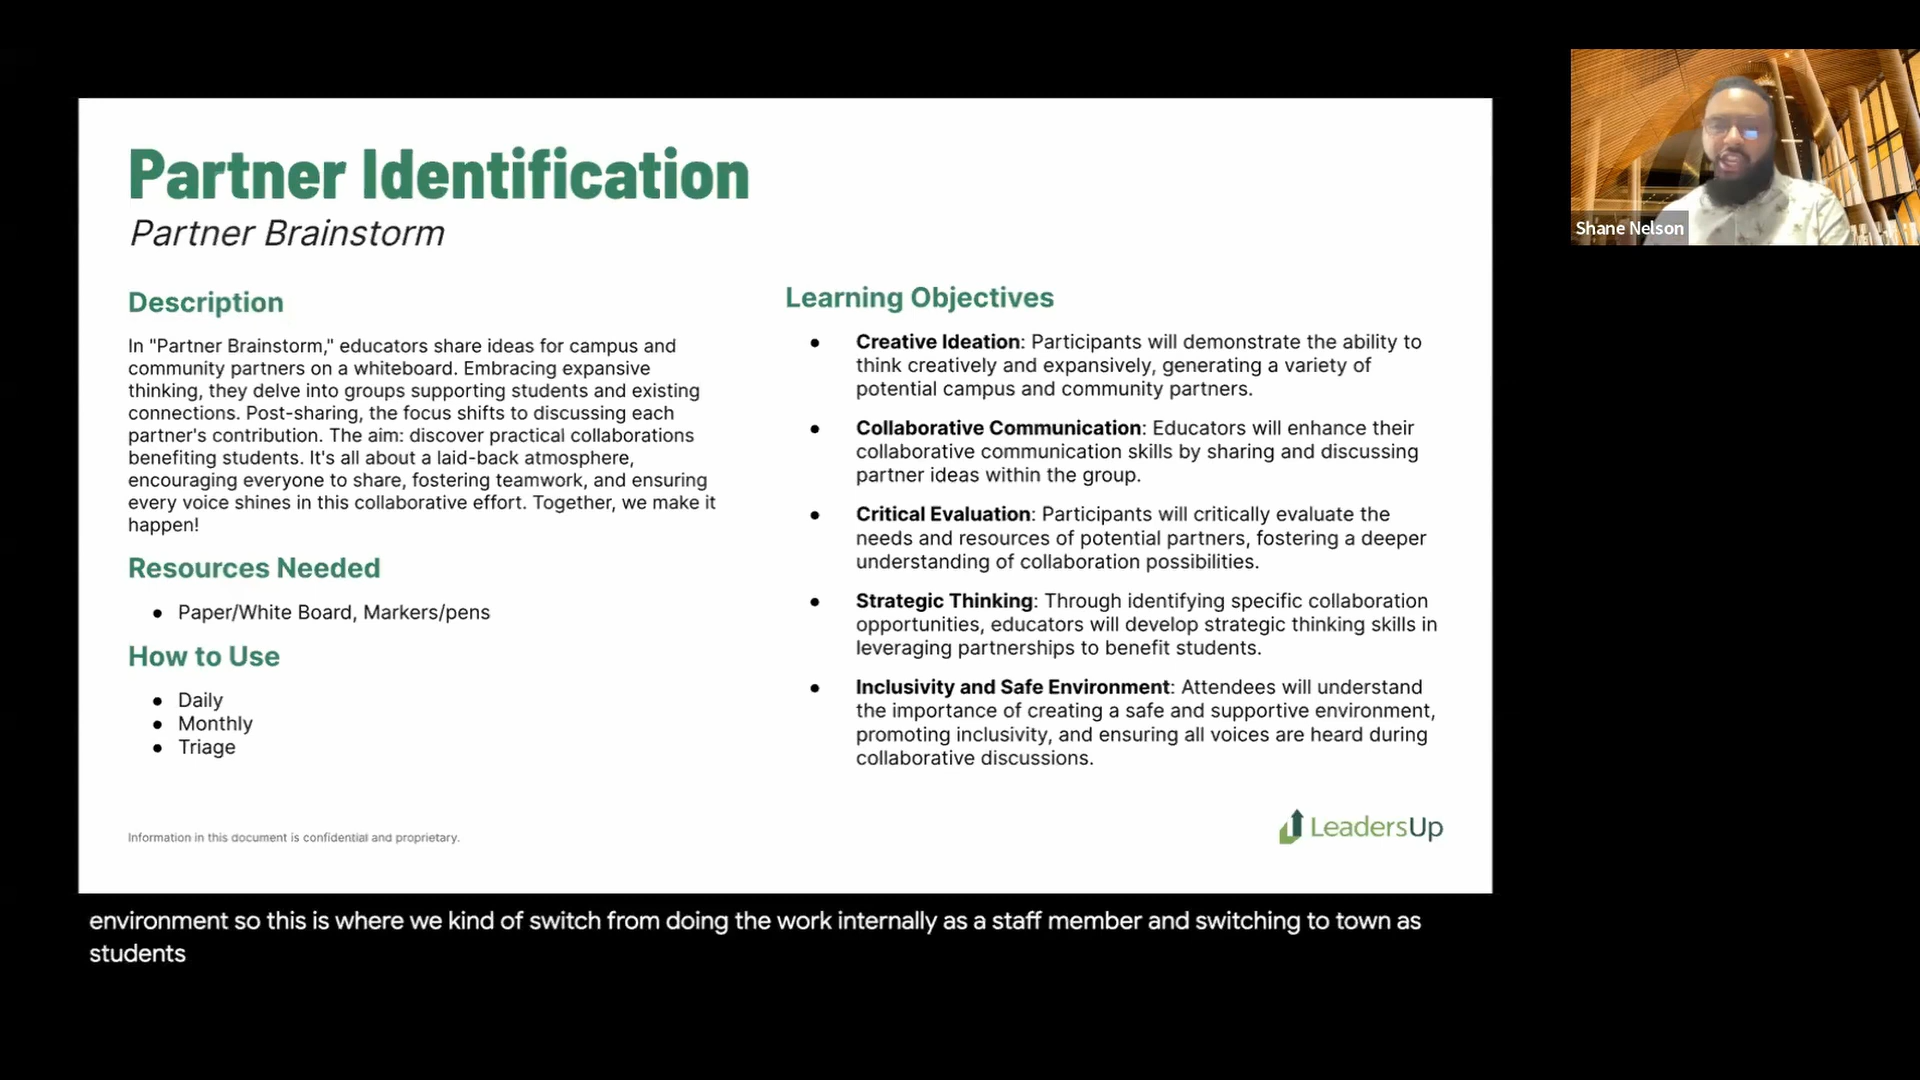 Partner Identification
Partner Brainstorm
Description
In "Partner Brainstorm," educators share ideas for campus and
community partners on a whiteboard. Embracing expansive
thinking, they delve into groups supporting students and existing
connections. Post-sharing, the focus shifts to discussing each
partner's contribution. The aim: discover practical collaborations
benefiting students. It's all about a laid-back atmosphere,
encouraging everyone to share, fostering teamwork, and ensuring
every voice shines in this collaborative effort. Together, we make it
happen!
Resources Needed
● Paper/White Board, Markers/pens
How to Use
● Daily
● Monthly
● Triage
Learning Objectives
● Creative Ideation: Participants will demonstrate the ability to
think creatively and expansively, generating a variety of
potential campus and community partners.
● Collaborative Communication: Educators will enhance their
collaborative communication skills by sharing and discussing
partner ideas within the group.
● Critical Evaluation: Participants will critically evaluate the
needs and resources of potential partners, fostering a deeper
understanding of collaboration possibilities.
● Strategic Thinking: Through identifying specific collaboration
opportunities, educators will develop strategic thinking skills in
leveraging partnerships to benefit students.
● Inclusivity and Safe Environment: Attendees will understand
the importance of creating a safe and supportive environment,
promoting inclusivity, and ensuring all voices are heard during
collaborative discussions.
Information in this document is confidential and proprietary.
LeadersUp
Shane Nelson
environment so this is where we kind of switch from doing the work internally as a staff member and switching to town as
students